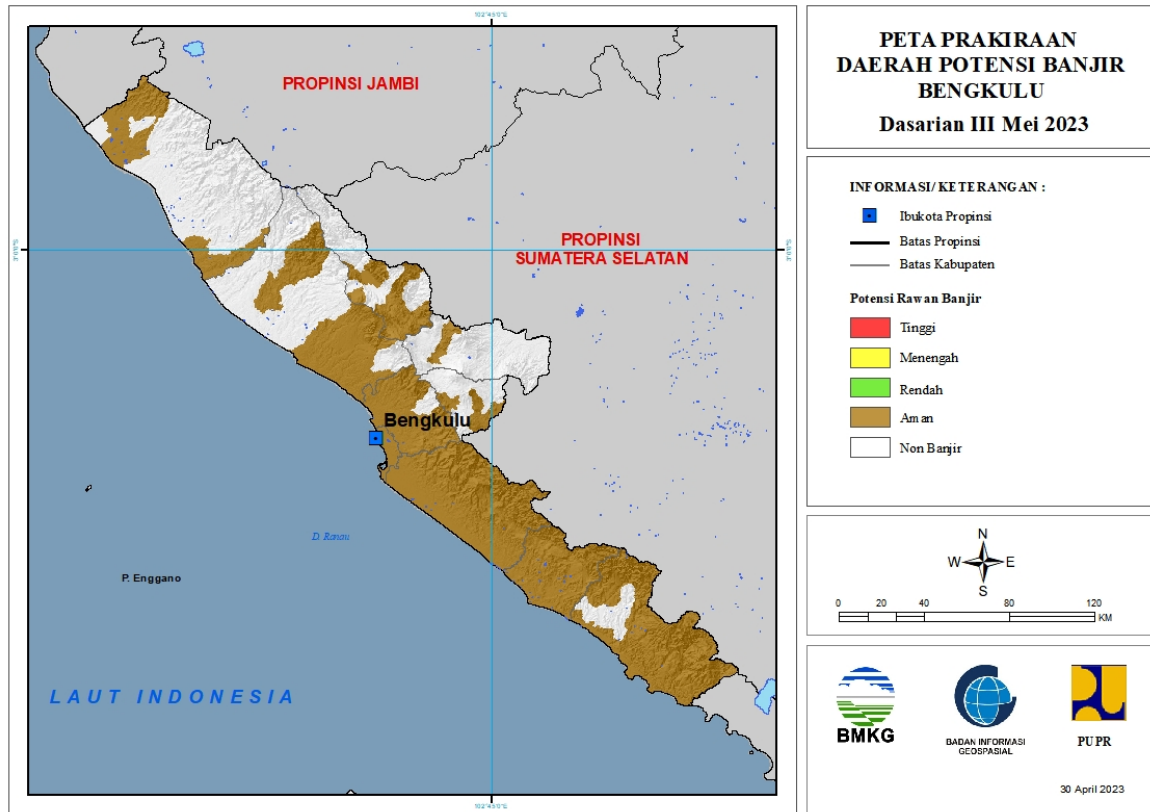 PETA PRAKIRAAN
DAERAH POTENSI BANJIR
BENGKULU
Dasarian III Mei 2023
INFORMASI/KETERANGAN :
Ibukota Propinsi
Batas Propinsi
Batas Kabupaten
Potensi Rawan Banjir
Tinggi
Menengah
Rendah
Aman
Non Banjir
N
W E
S
0 20 40 80 120
KM
BMKG
BADAN INFORMASI
GEOSPASIAL
PUPR
30 April 2023
PROPINSI JAMBI
PROPINSI
SUMATERA SELATAN
Bengkulu
D. Ranau
P. Enggano
LAUT INDONESIA